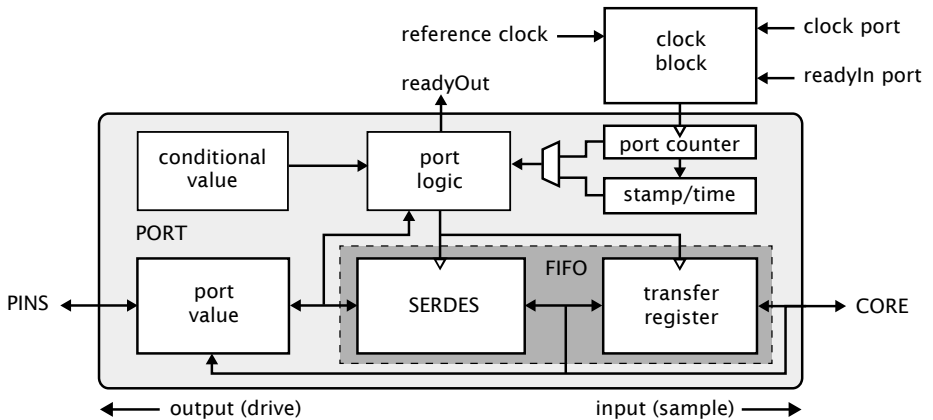 reference clock
clock
block
clock port
readyIn port
readyOut
conditional
value
port
logic
port counter
stamp/time
PORT
FIFO
PINS
port
value
SERDES
transfer
register
CORE
output (drive)
input (sample)